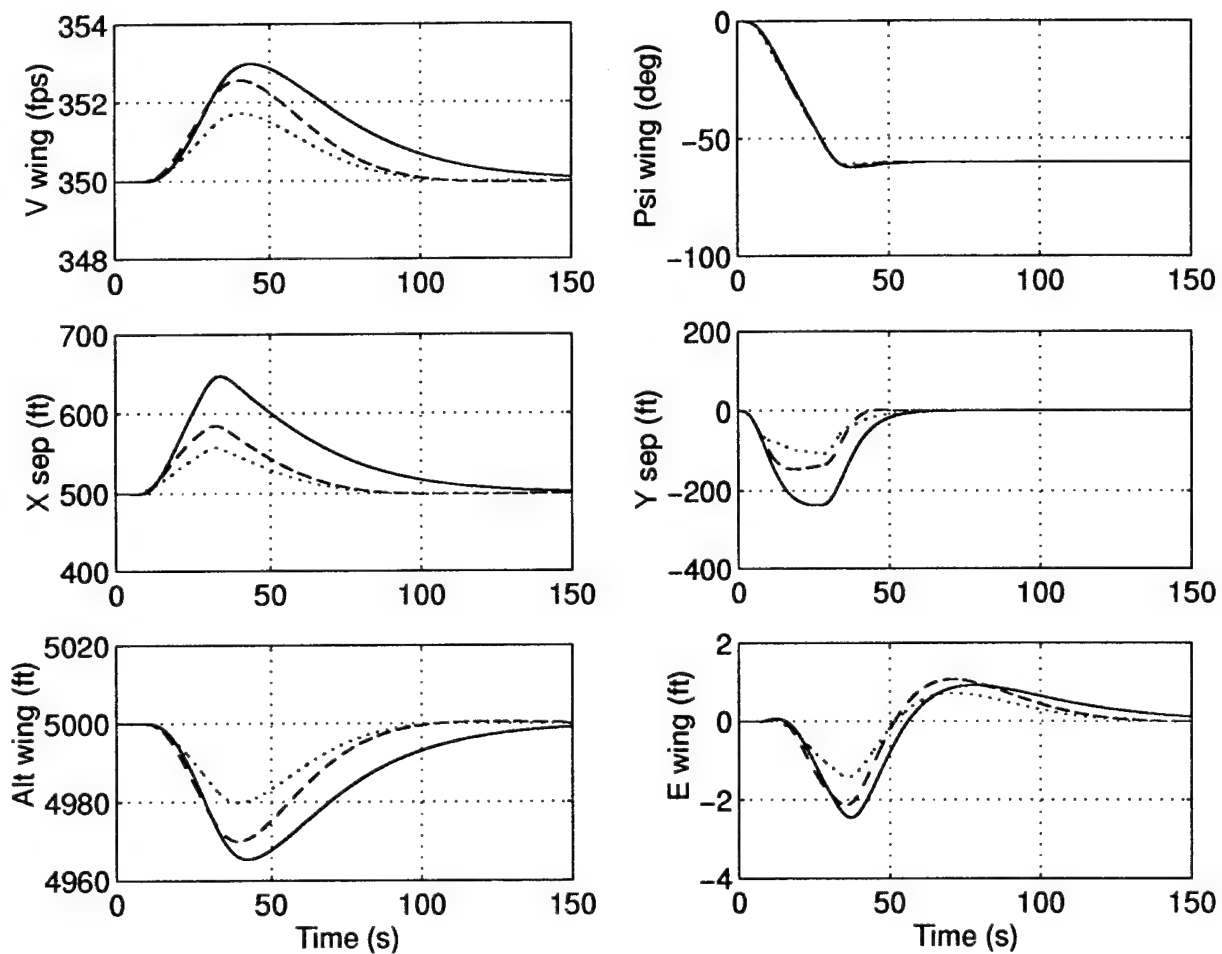 V wing (fps)
354
352
350
348
0 50 100 150
Psi wing (deg)
0
−50
−100
0 50 100 150
X sep (ft)
700
600
500
400
0 50 100 150
Y sep (ft)
200
0
−200
−400
0 50 100 150
Alt wing (ft)
5020
5000
4980
4960
0 50 100 150
Time (s)
E wing (ft)
2
0
−2
−4
0 50 100 150
Time (s)